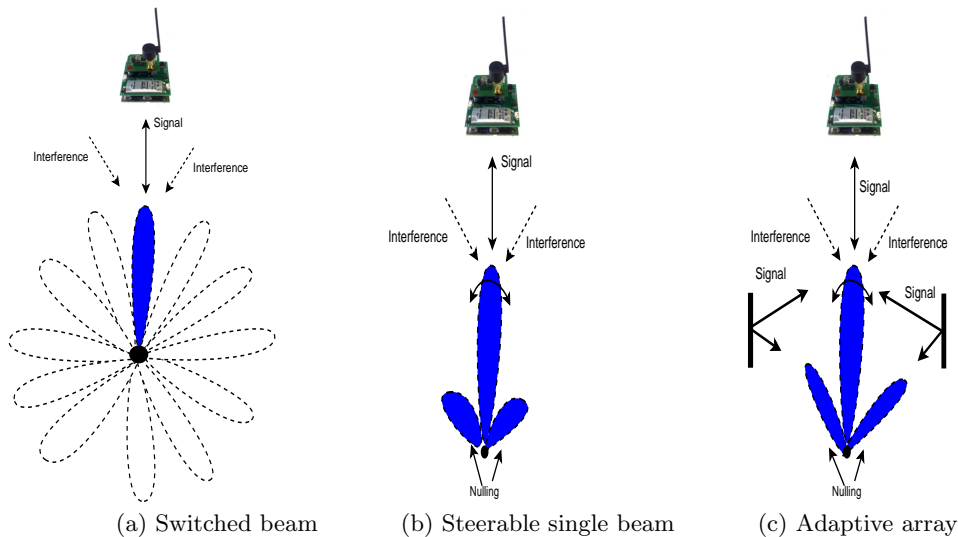 Signal
Interference
Interference
(a) Switched beam
Signal
Interference
Interference
Nulling
(b) Steerable single beam
Signal
Interference
Interference
Signal
Signal
Nulling
(c) Adaptive array